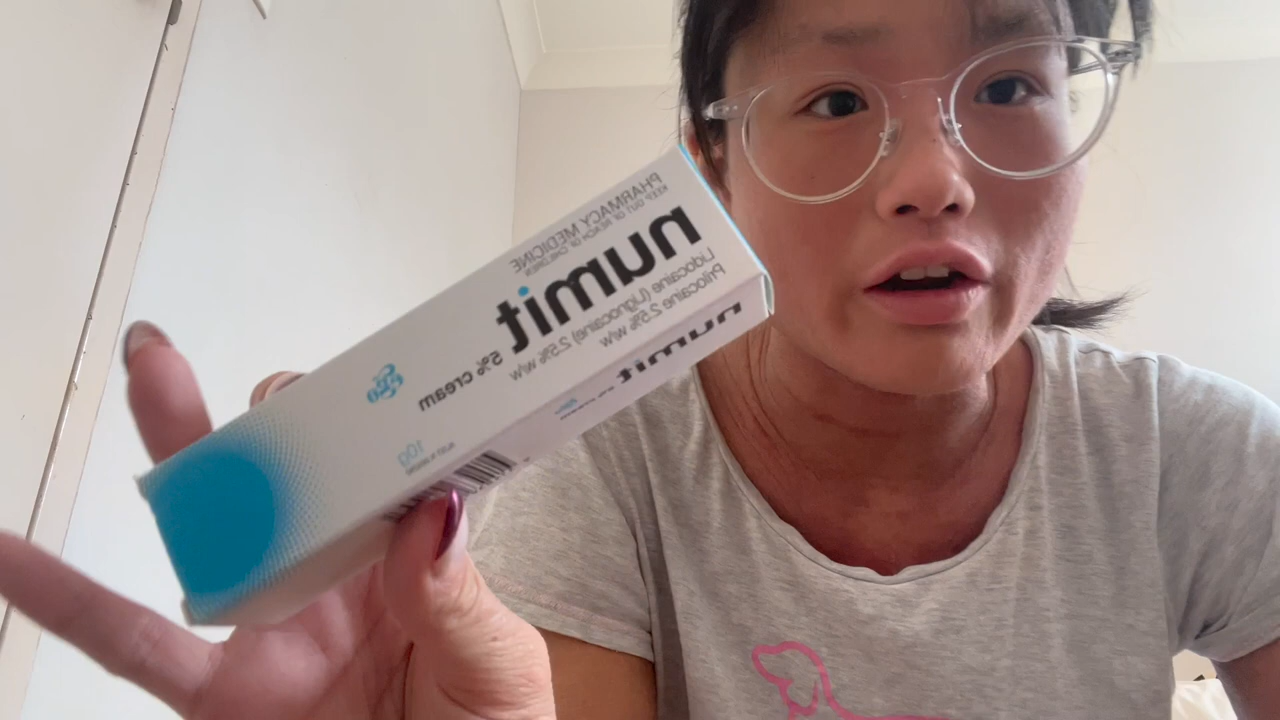 PHARMACY MEDICINE
KEEP OUT OF REACH OF CHILDREN
numit
5% cream
Lidocaine (Lignocaine) 2.5% w/w
Prilocaine 2.5% w/w
ego
10g
numit